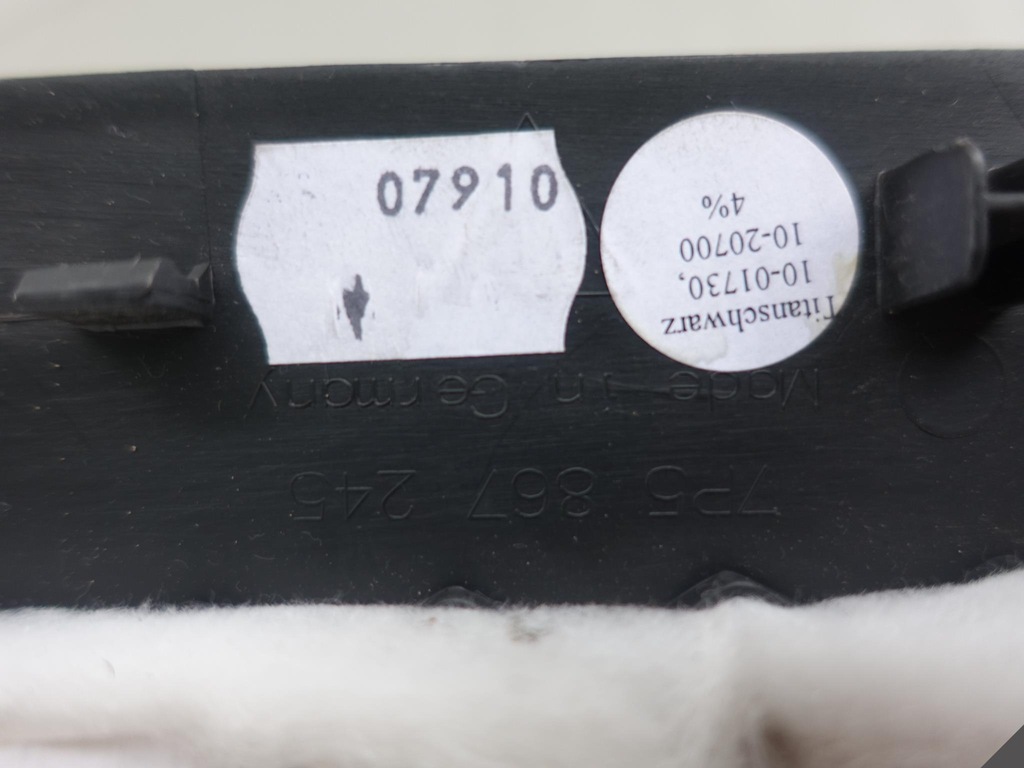 07910
Titanschwarz
10-01730,
10-20700
4%
Made in Germany
7P5 867 245